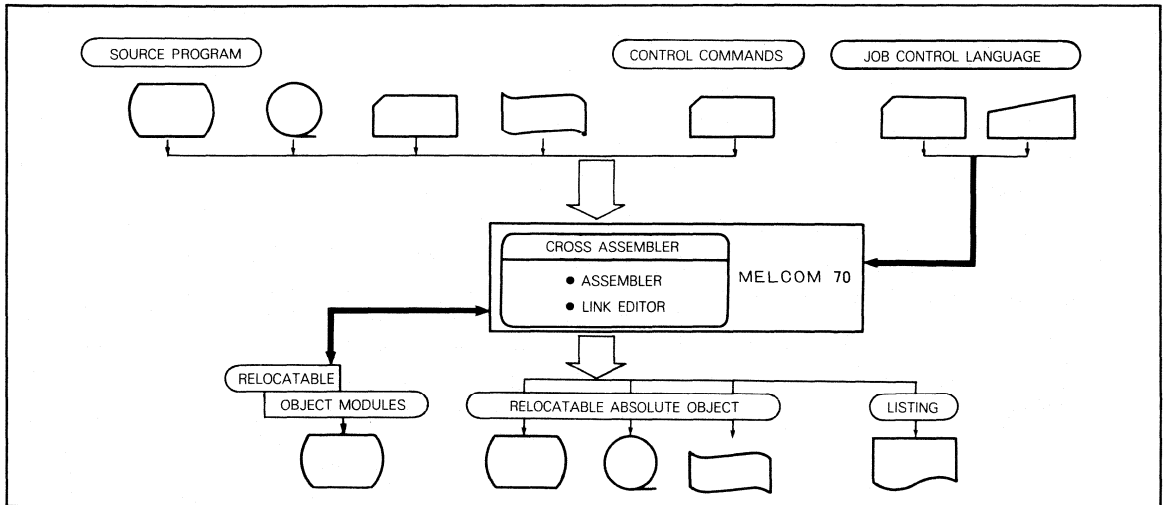 SOURCE PROGRAM
CONTROL COMMANDS
JOB CONTROL LANGUAGE
CROSS ASSEMBLER
• ASSEMBLER
• LINK EDITOR
MELCOM 70
RELOCATABLE
OBJECT MODULES
RELOCATABLE ABSOLUTE OBJECT
LISTING